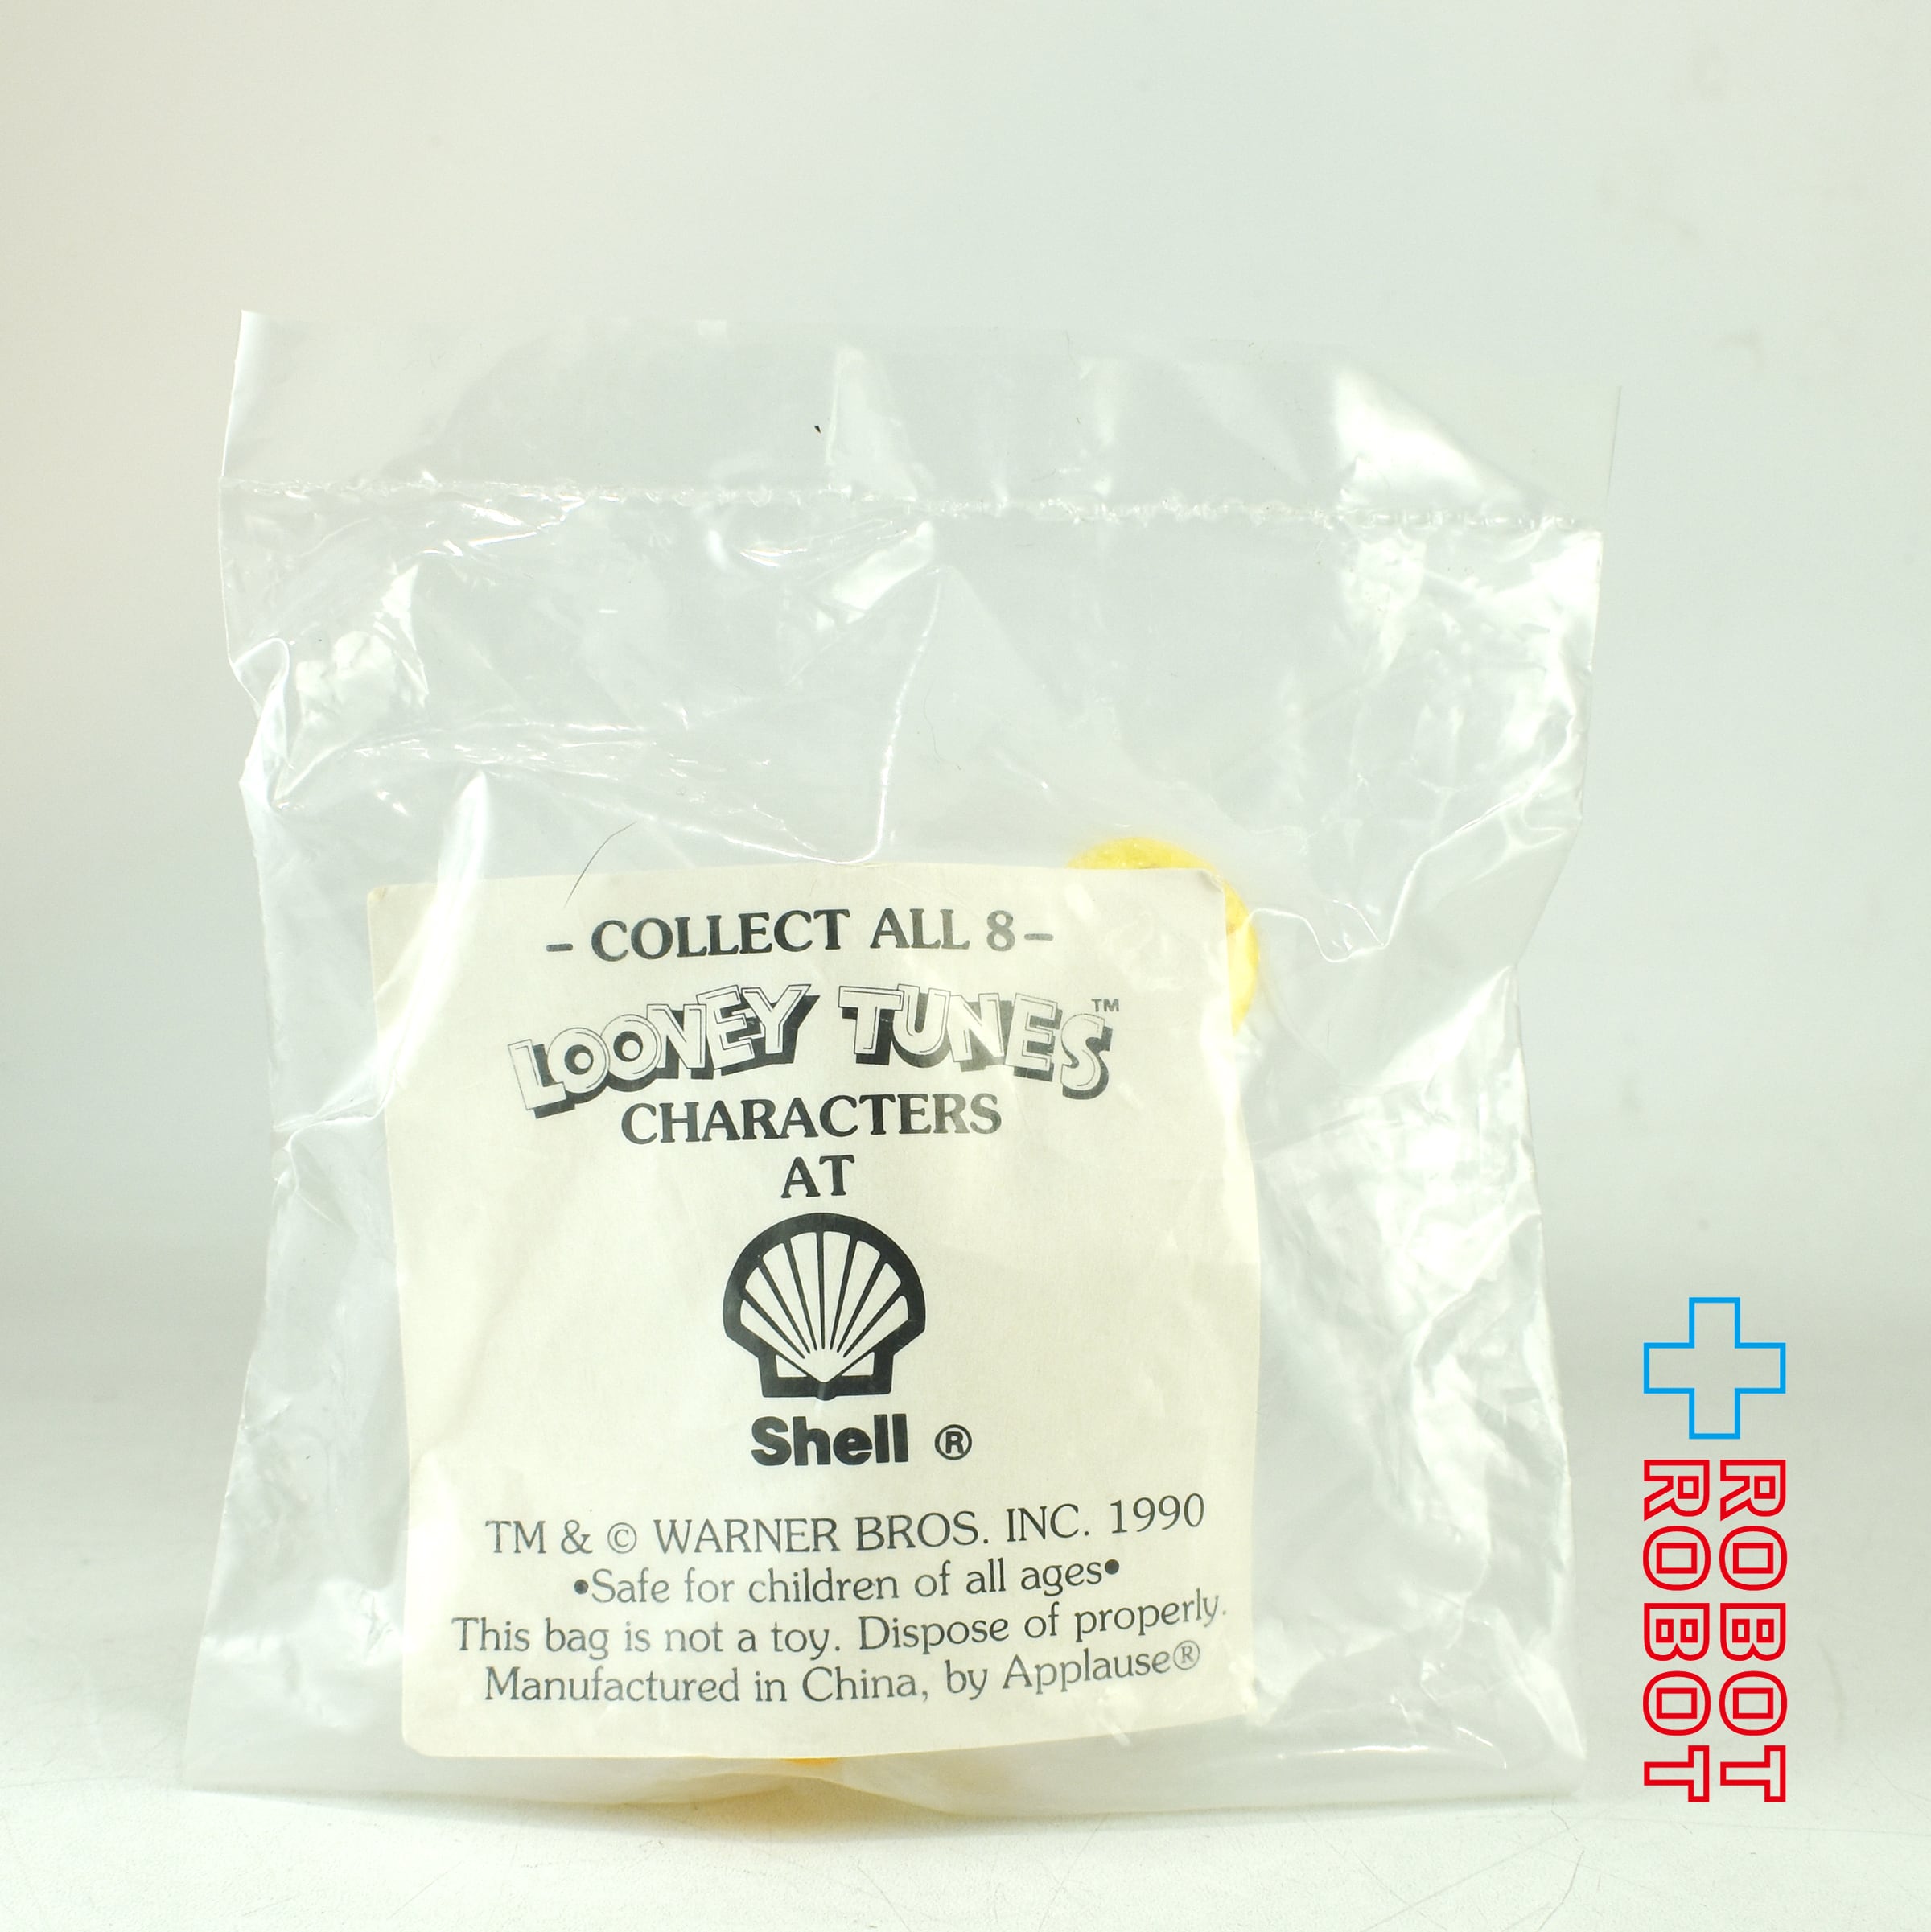 – COLLECT ALL 8 –
LOONEY TUNES™
CHARACTERS
AT
Shell ®
TM & © WARNER BROS. INC. 1990
•Safe for children of all ages•
This bag is not a toy. Dispose of properly.
Manufactured in China, by Applause®
ROBOT
ROBOT